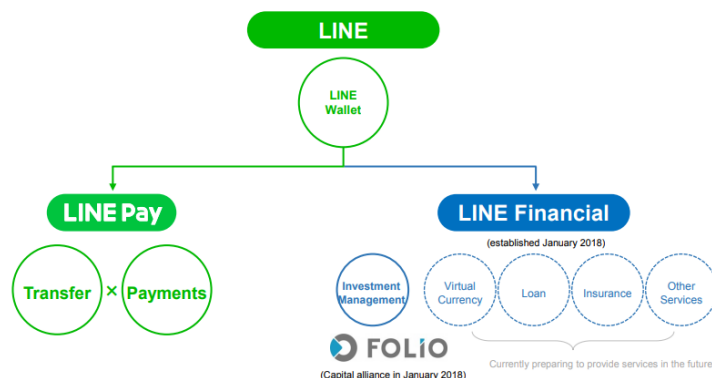 LINE
LINE
Wallet
LINE Pay
LINE Financial
(established January 2018)
Transfer
×
Payments
Investment
Management
Virtual
Currency
Loan
Insurance
Other
Services
FOLIO
(Capital alliance in January 2018)
Currently preparing to provide services in the future